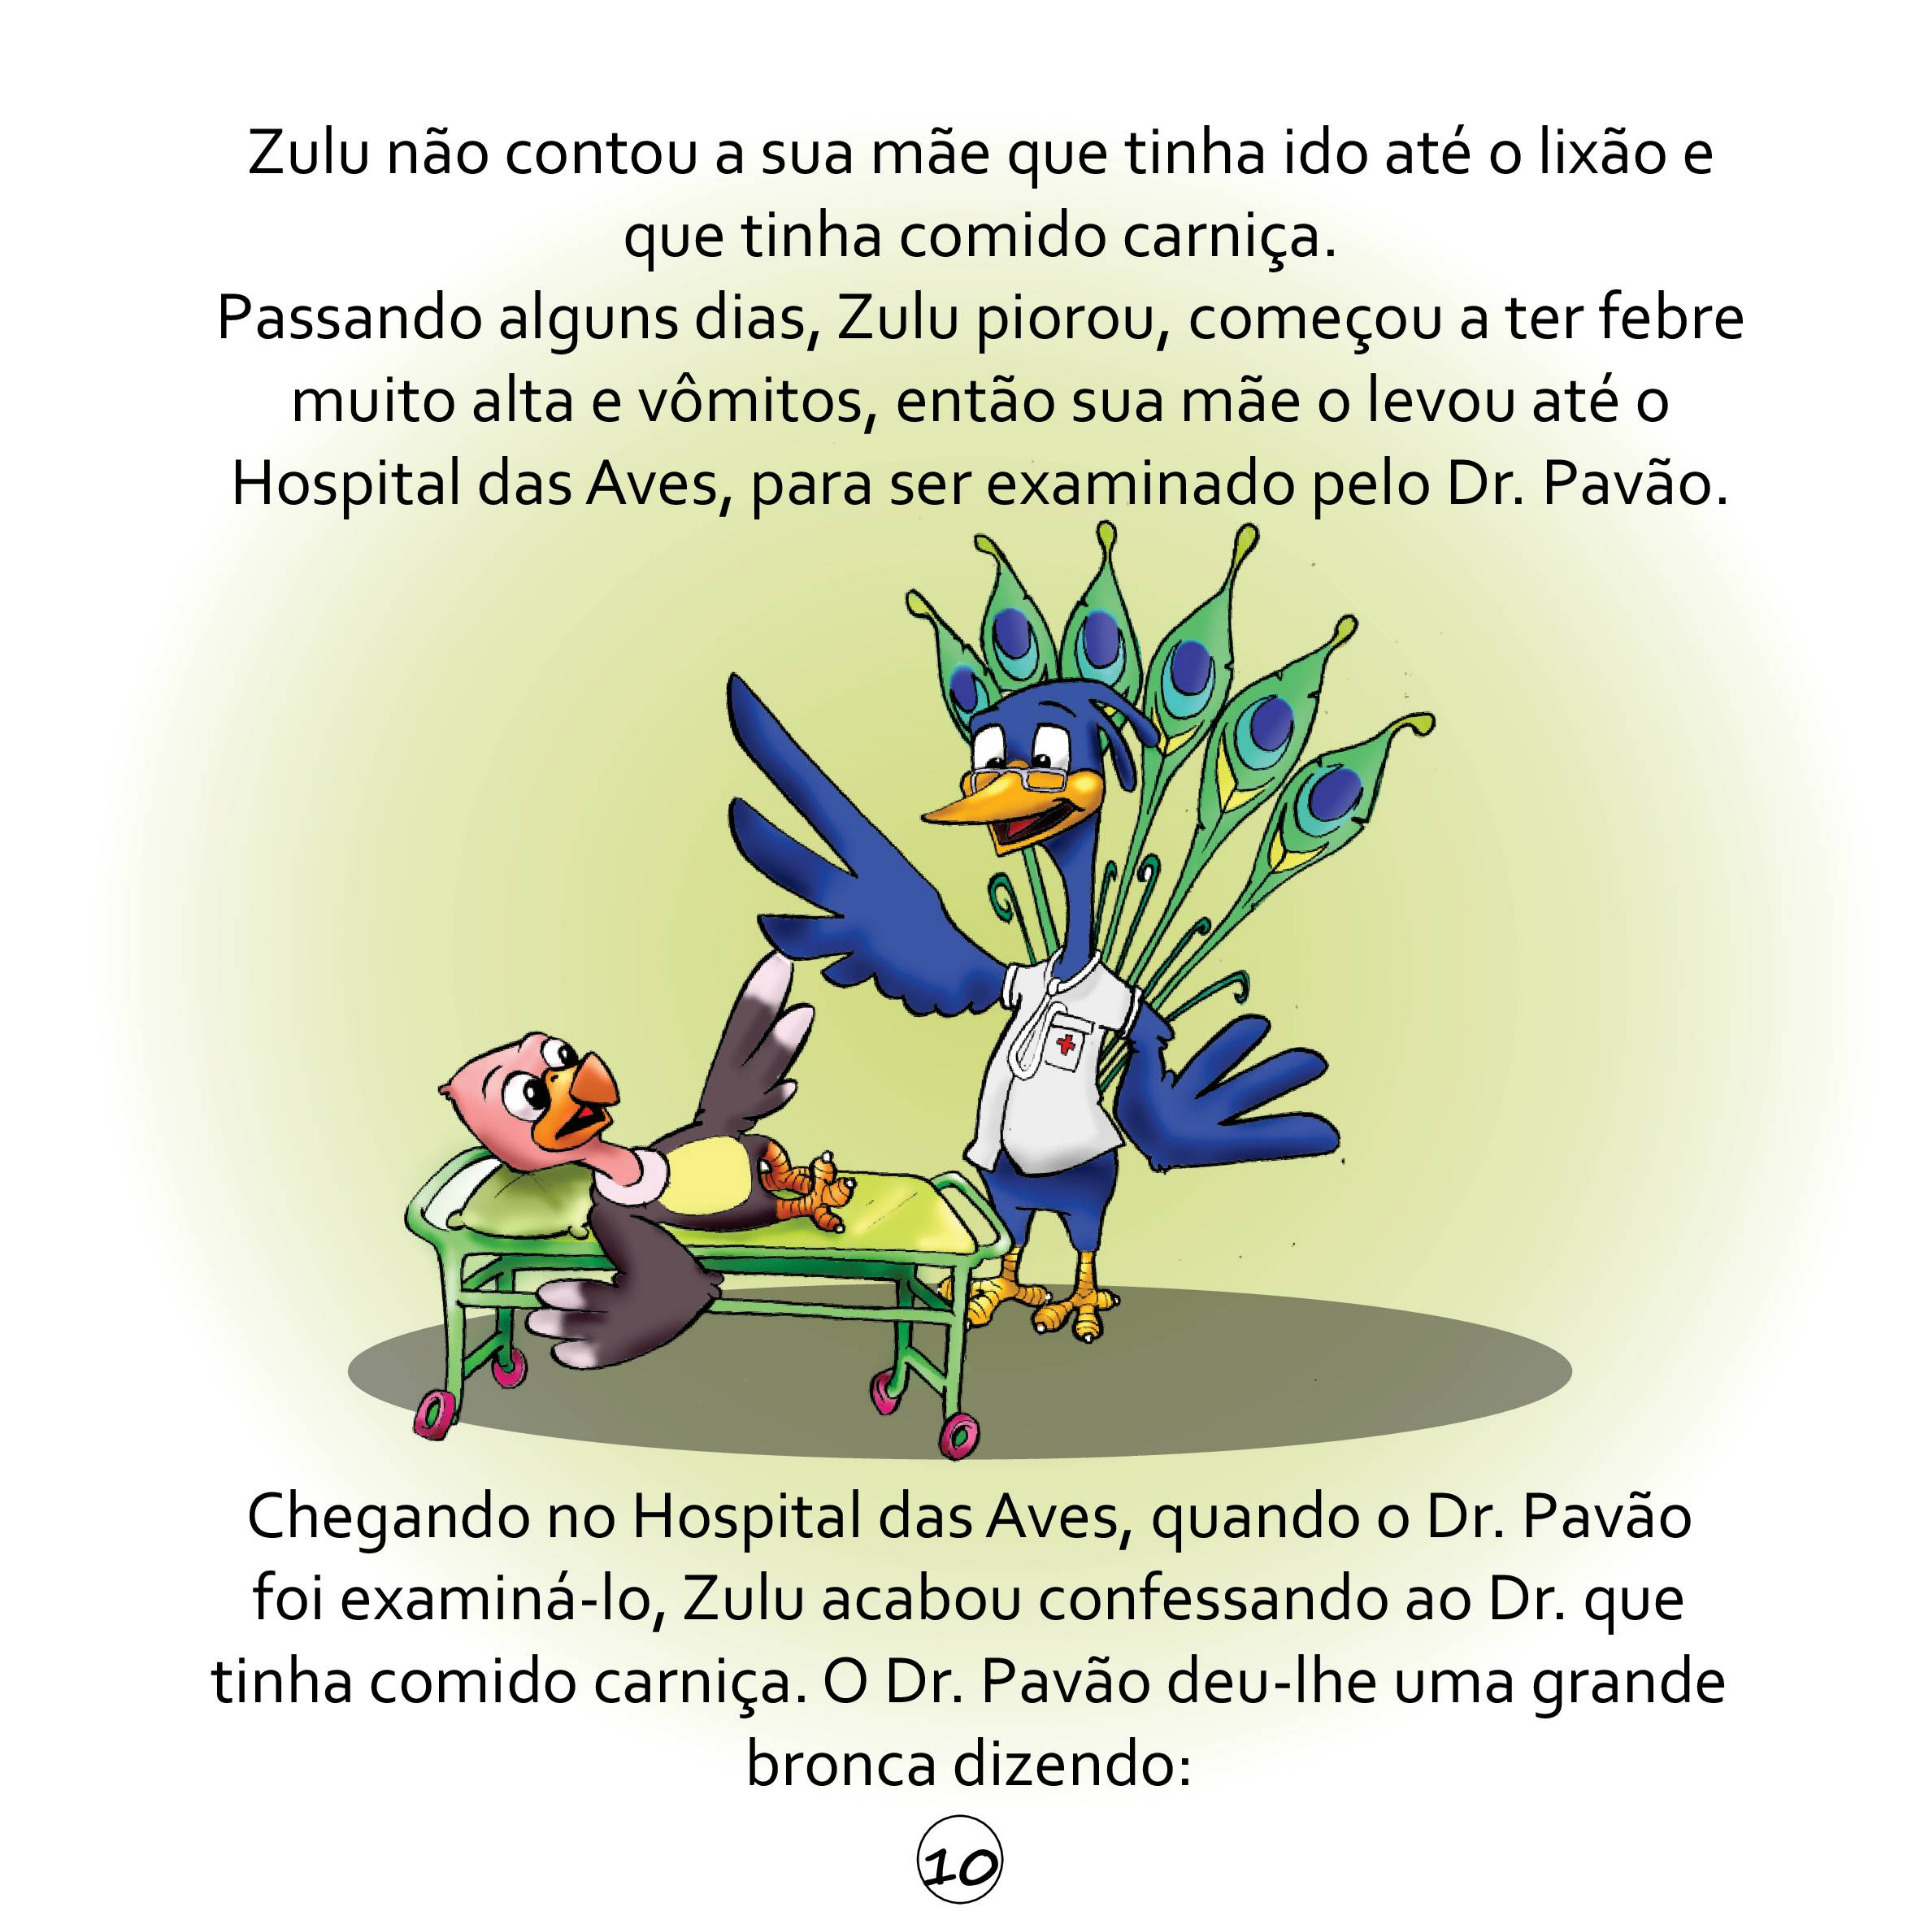 Zulu não contou a sua mãe que tinha ido até o lixão e
que tinha comido carniça.
Passando alguns dias, Zulu piorou, começou a ter febre
muito alta e vômitos, então sua mãe o levou até o
Hospital das Aves, para ser examinado pelo Dr. Pavão.
Chegando no Hospital das Aves, quando o Dr. Pavão
foi examiná-lo, Zulu acabou confessando ao Dr. que
tinha comido carniça. O Dr. Pavão deu-lhe uma grande
bronca dizendo:
10